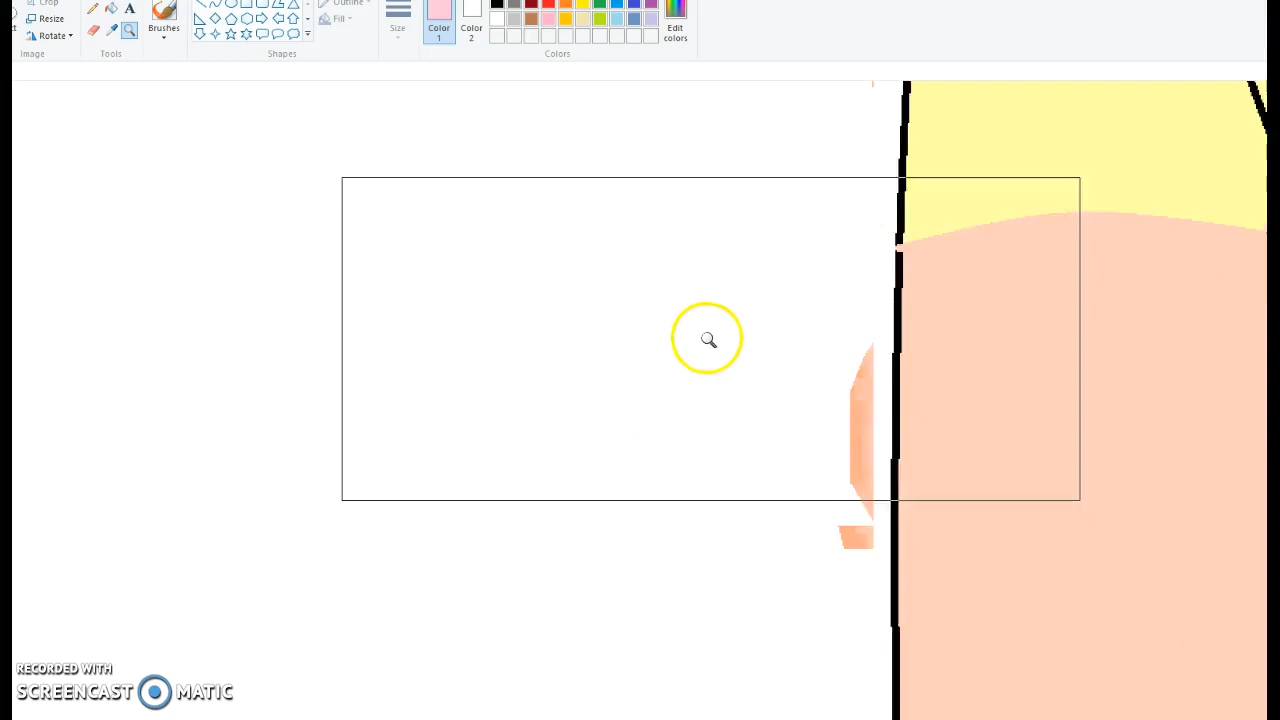 Crop
Outline
Resize
Fill
Rotate
Brushes
Size
Color
1
Color
2
Edit
colors
Image
Tools
Shapes
Colors
RECORDED WITH
SCREENCAST MATIC